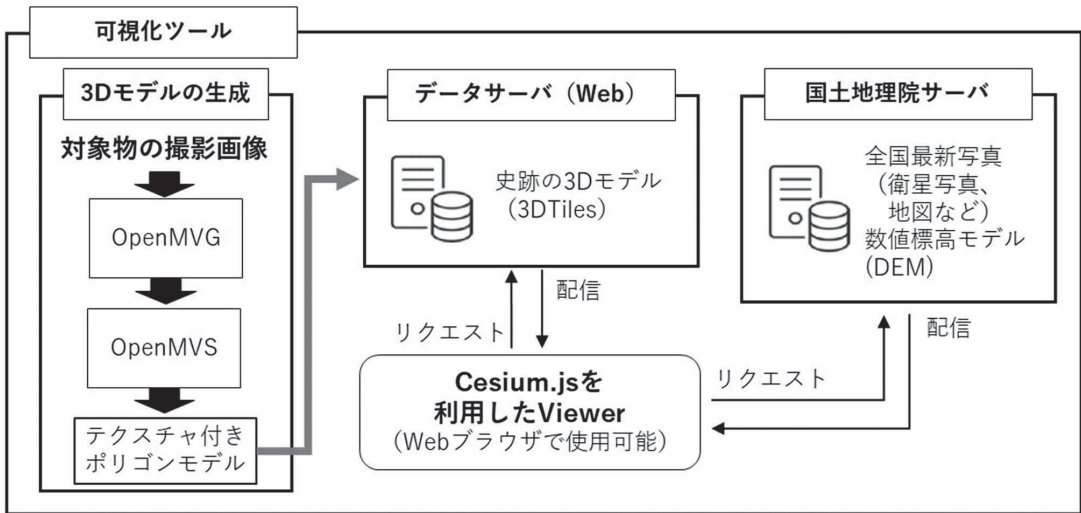 可視化ツール
3Dモデルの生成
対象物の撮影画像
OpenMVG
OpenMVS
テクスチャ付き
ポリゴンモデル
データサーバ（Web）
史跡の3Dモデル
(3DTiles)
国土地理院サーバ
全国最新写真
（衛星写真、
地図など）
数値標高モデル
(DEM)
リクエスト
配信
Cesium.jsを
利用したViewer
（Webブラウザで使用可能）
リクエスト
配信